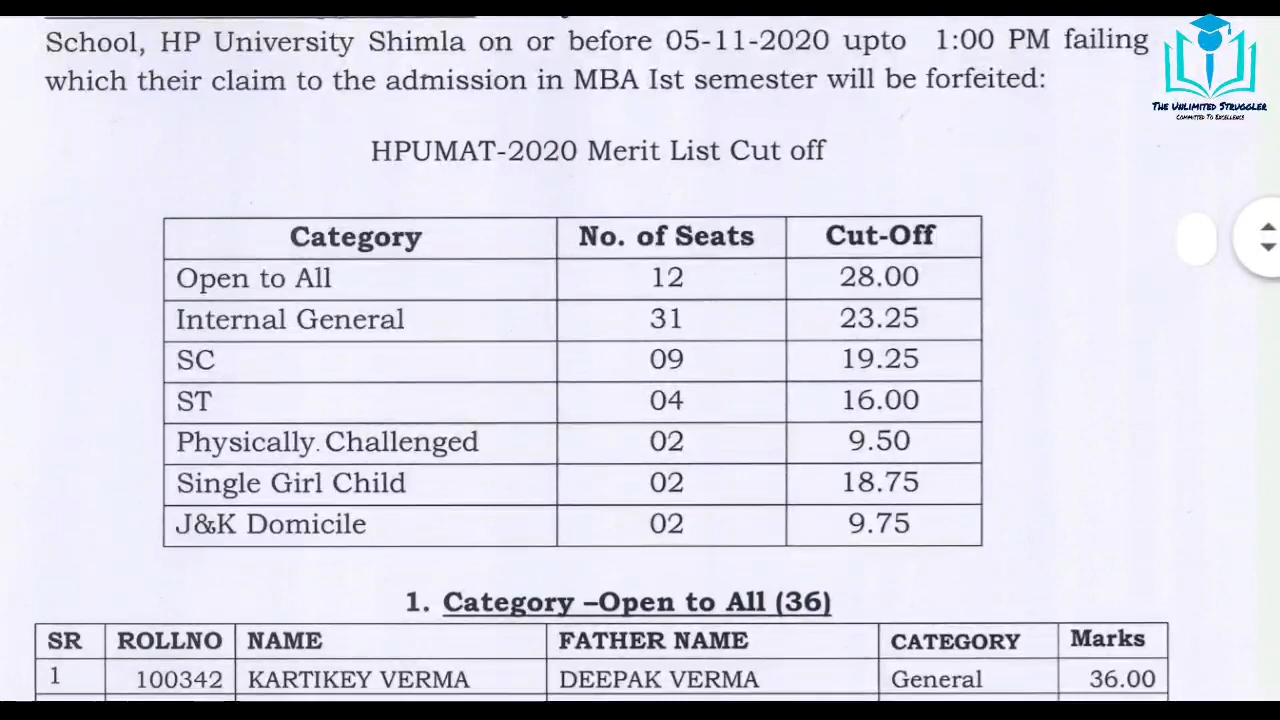 School, HP University Shimla on or before 05-11-2020 upto 1:00 PM failing
which their claim to the admission in MBA Ist semester will be forfeited:
THE UNLIMITED STRUGGLER
COMMITTED TO EXCELLENCE
HPUMAT-2020 Merit List Cut off
Category No. of Seats Cut-Off
Open to All 12 28.00
Internal General 31 23.25
SC 09 19.25
ST 04 16.00
Physically Challenged 02 9.50
Single Girl Child 02 18.75
J&K Domicile 02 9.75
1. Category –Open to All (36)
SR ROLLNO NAME FATHER NAME CATEGORY Marks
1 100342 KARTIKEY VERMA DEEPAK VERMA General 36.00